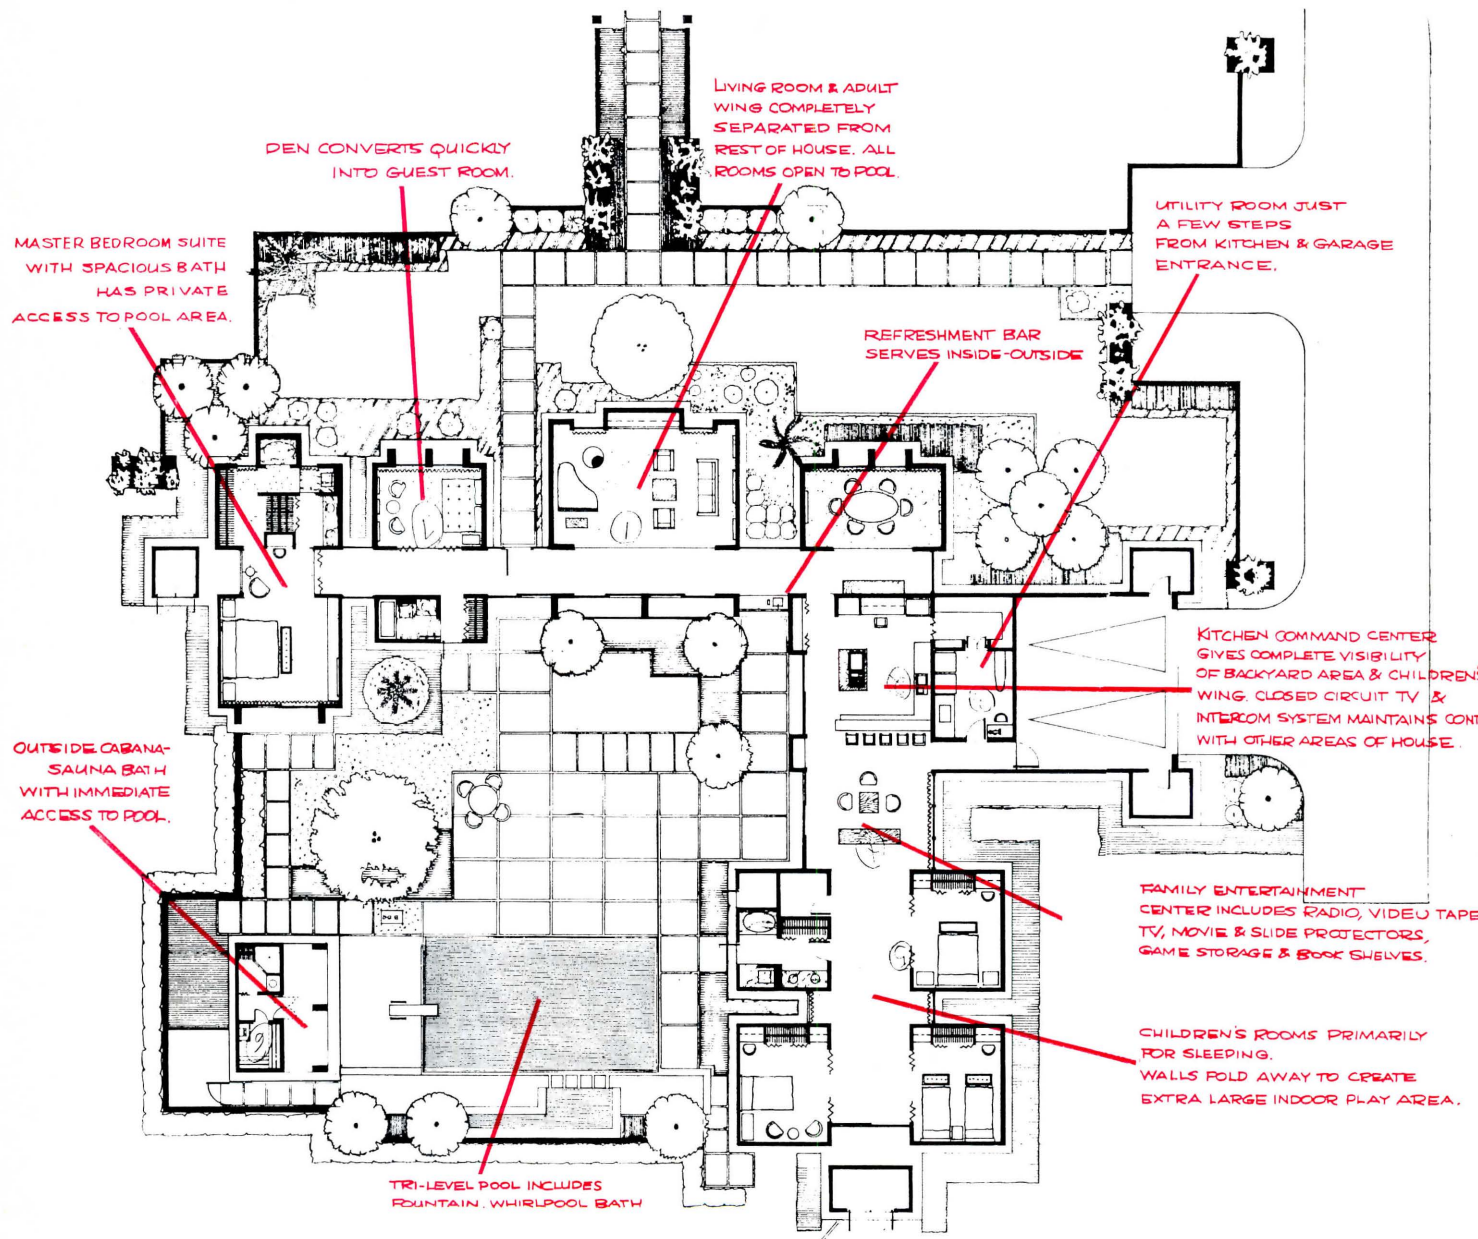 LIVING ROOM & ADULT
WING COMPLETELY
SEPARATED FROM
REST OF HOUSE. ALL
ROOMS OPEN TO POOL.
DEN CONVERTS QUICKLY
INTO GUEST ROOM.
UTILITY ROOM JUST
A FEW STEPS
FROM KITCHEN & GARAGE
ENTRANCE.
MASTER BEDROOM SUITE
WITH SPACIOUS BATH
HAS PRIVATE
ACCESS TO POOL AREA.
REFRESHMENT BAR
SERVES INSIDE-OUTSIDE
KITCHEN COMMAND CENTER
GIVES COMPLETE VISIBILITY
OF BACKYARD AREA & CHILDREN'S
WING. CLOSED CIRCUIT TV &
INTERCOM SYSTEM MAINTAINS CONT
WITH OTHER AREAS OF HOUSE.
OUTSIDE CABANA-
SAUNA BATH
WITH IMMEDIATE
ACCESS TO POOL.
FAMILY ENTERTAINMENT
CENTER INCLUDES RADIO, VIDEO TAPE
TV, MOVIE & SLIDE PROJECTORS,
GAME STORAGE & BOOK SHELVES.
CHILDREN'S ROOMS PRIMARILY
FOR SLEEPING.
WALLS FOLD AWAY TO CREATE
EXTRA LARGE INDOOR PLAY AREA.
TRI-LEVEL POOL INCLUDES
FOUNTAIN. WHIRLPOOL BATH